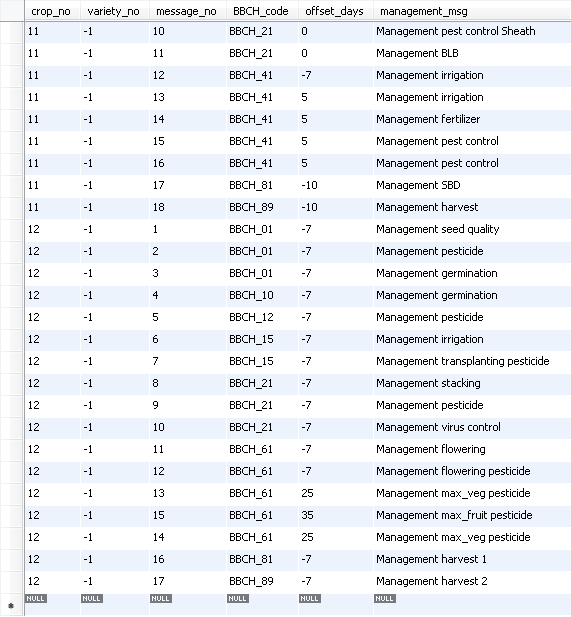 crop_no variety_no message_no BBCH_code offset_days management_msg
11 -1 10 BBCH_21 0 Management pest control Sheath
11 -1 11 BBCH_21 0 Management BLB
11 -1 12 BBCH_41 -7 Management irrigation
11 -1 13 BBCH_41 5 Management irrigation
11 -1 14 BBCH_41 5 Management fertilizer
11 -1 15 BBCH_41 5 Management pest control
11 -1 16 BBCH_41 5 Management pest control
11 -1 17 BBCH_81 -10 Management SBD
11 -1 18 BBCH_89 -10 Management harvest
12 -1 1 BBCH_01 -7 Management seed quality
12 -1 2 BBCH_01 -7 Management pesticide
12 -1 3 BBCH_01 -7 Management germination
12 -1 4 BBCH_10 -7 Management germination
12 -1 5 BBCH_12 -7 Management pesticide
12 -1 6 BBCH_15 -7 Management irrigation
12 -1 7 BBCH_15 -7 Management transplanting pesticide
12 -1 8 BBCH_21 -7 Management stacking
12 -1 9 BBCH_21 -7 Management pesticide
12 -1 10 BBCH_21 -7 Management virus control
12 -1 11 BBCH_61 -7 Management flowering
12 -1 12 BBCH_61 -7 Management flowering pesticide
12 -1 13 BBCH_61 25 Management max_veg pesticide
12 -1 15 BBCH_61 35 Management max_fruit pesticide
12 -1 14 BBCH_61 25 Management max_veg pesticide
12 -1 16 BBCH_81 -7 Management harvest 1
12 -1 17 BBCH_89 -7 Management harvest 2
NULL NULL NULL NULL NULL NULL